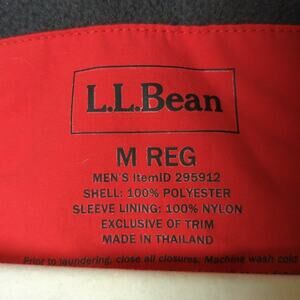 L.L.Bean
M REG
MEN'S ItemID 295912
SHELL: 100% POLYESTER
SLEEVE LINING: 100% NYLON
EXCLUSIVE OF TRIM
MADE IN THAILAND
Prior to laundering, close all closures. Machine wash cold